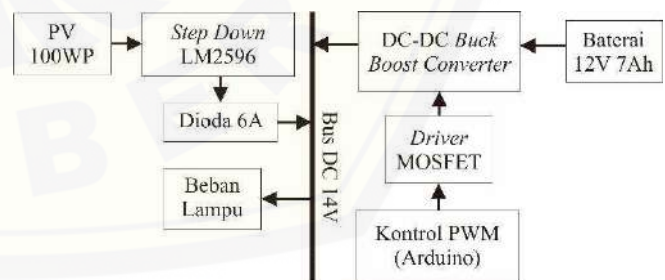 PV
100WP
Step Down
LM2596
Dioda 6A
Beban
Lampu
Bus DC 14V
DC-DC Buck
Boost Converter
Baterai
12V 7Ah
Driver
MOSFET
Kontrol PWM
(Arduino)